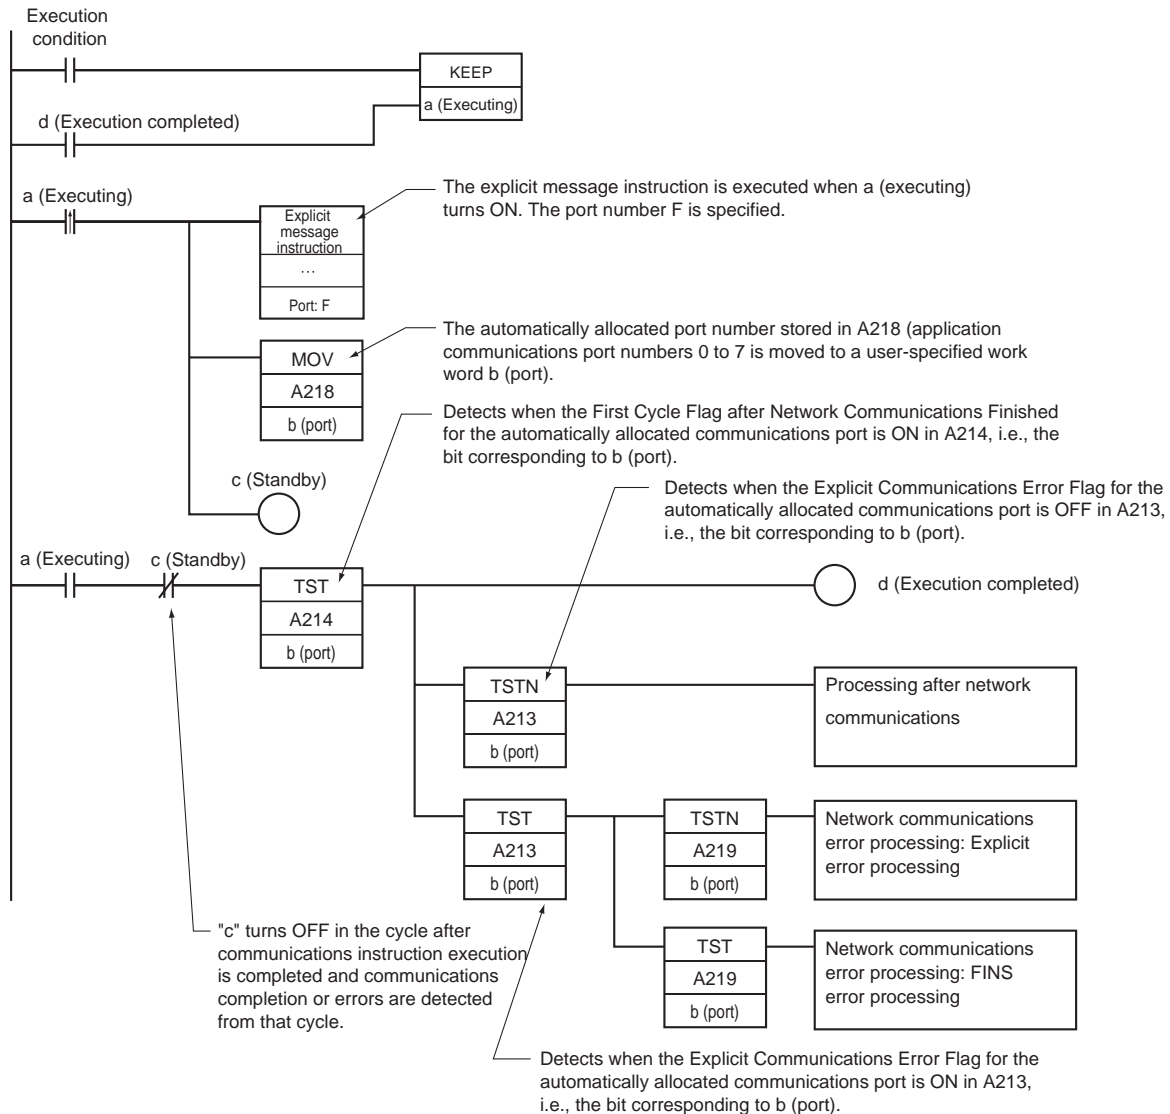 Execution
condition
KEEP
a (Executing)
d (Execution completed)
a (Executing)
Explicit
message
instruction
...
Port: F
The explicit message instruction is executed when a (executing)
turns ON. The port number F is specified.
MOV
A218
b (port)
The automatically allocated port number stored in A218 (application
communications port numbers 0 to 7 is moved to a user-specified work
word b (port).
Detects when the First Cycle Flag after Network Communications Finished
for the automatically allocated communications port is ON in A214, i.e., the
bit corresponding to b (port).
c (Standby)
Detects when the Explicit Communications Error Flag for the
automatically allocated communications port is OFF in A213,
i.e., the bit corresponding to b (port).
a (Executing)
c (Standby)
TST
A214
b (port)
d (Execution completed)
TSTN
A213
b (port)
Processing after network
communications
TST
A213
b (port)
TSTN
A219
b (port)
Network communications
error processing: Explicit
error processing
"c" turns OFF in the cycle after
communications instruction execution
is completed and communications
completion or errors are detected
from that cycle.
TST
A219
b (port)
Network communications
error processing: FINS
error processing
Detects when the Explicit Communications Error Flag for the
automatically allocated communications port is ON in A213,
i.e., the bit corresponding to b (port).